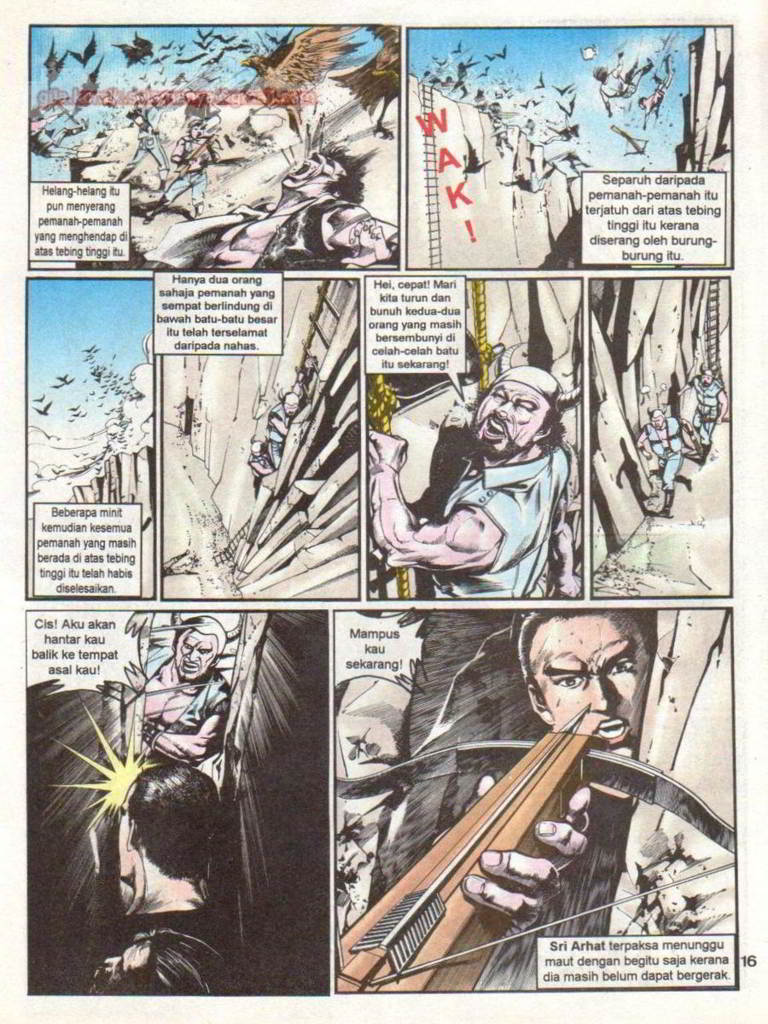 Helang-helang itu
pun menyerang
pemanah-pemanah
yang menghendap di
atas tebing tinggi itu.
WAK!
Separuh daripada
pemanah-pemanah itu
terjatuh dari atas tebing
tinggi itu kerana
diserang oleh burung-
burung itu.
Beberapa minit
kemudian kesemua
pemanah yang masih
berada di atas tebing
tinggi itu telah habis
diselesaikan.
Hanya dua orang
sahaja pemanah yang
sempat berlindung di
bawah batu-batu besar
itu telah terselamat
daripada nahas.
Hei, cepat! Mari
kita turun dan
bunuh kedua-dua
orang yang masih
bersembunyi di
celah-celah batu
itu sekarang!
Cis! Aku akan
hantar kau
balik ke tempat
asal kau!
Mampus
kau
sekarang!
Sri Arhat terpaksa menunggu
maut dengan begitu saja kerana
dia masih belum dapat bergerak.
16